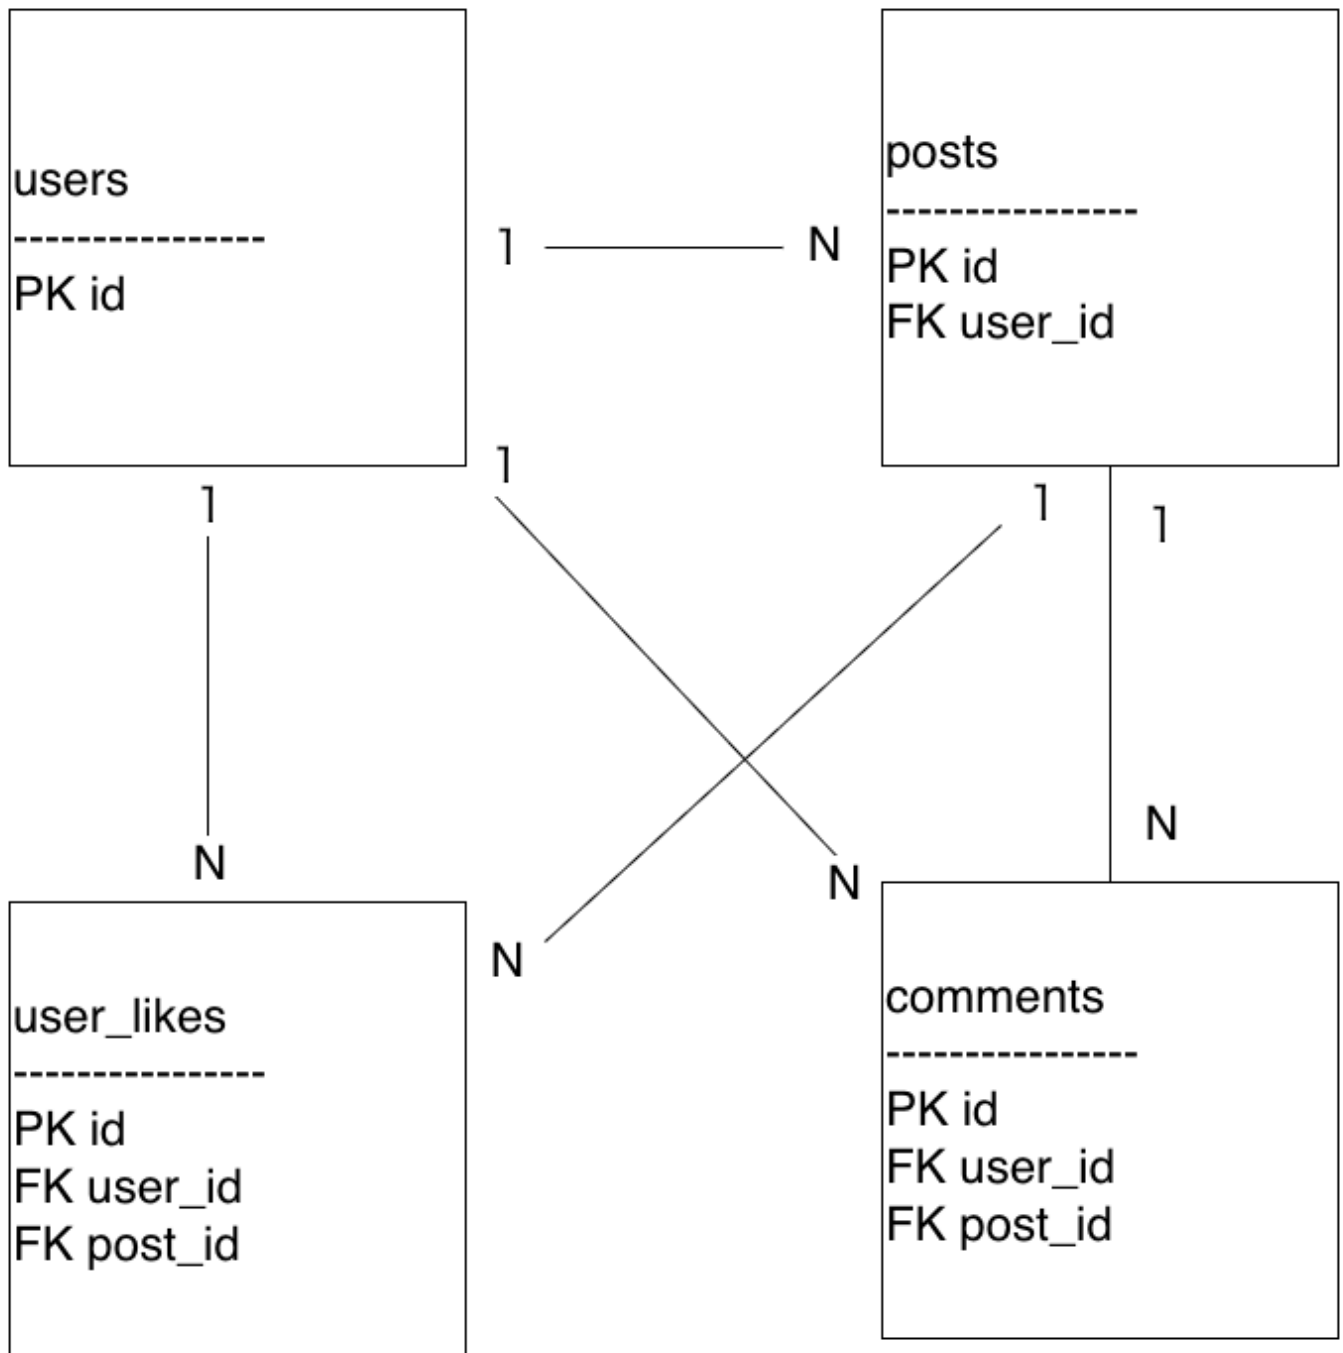 users
----------------
PK id
1
N
posts
----------------
PK id
FK user_id
1
1
1
1
N
N
N
N
user_likes
----------------
PK id
FK user_id
FK post_id
comments
----------------
PK id
FK user_id
FK post_id